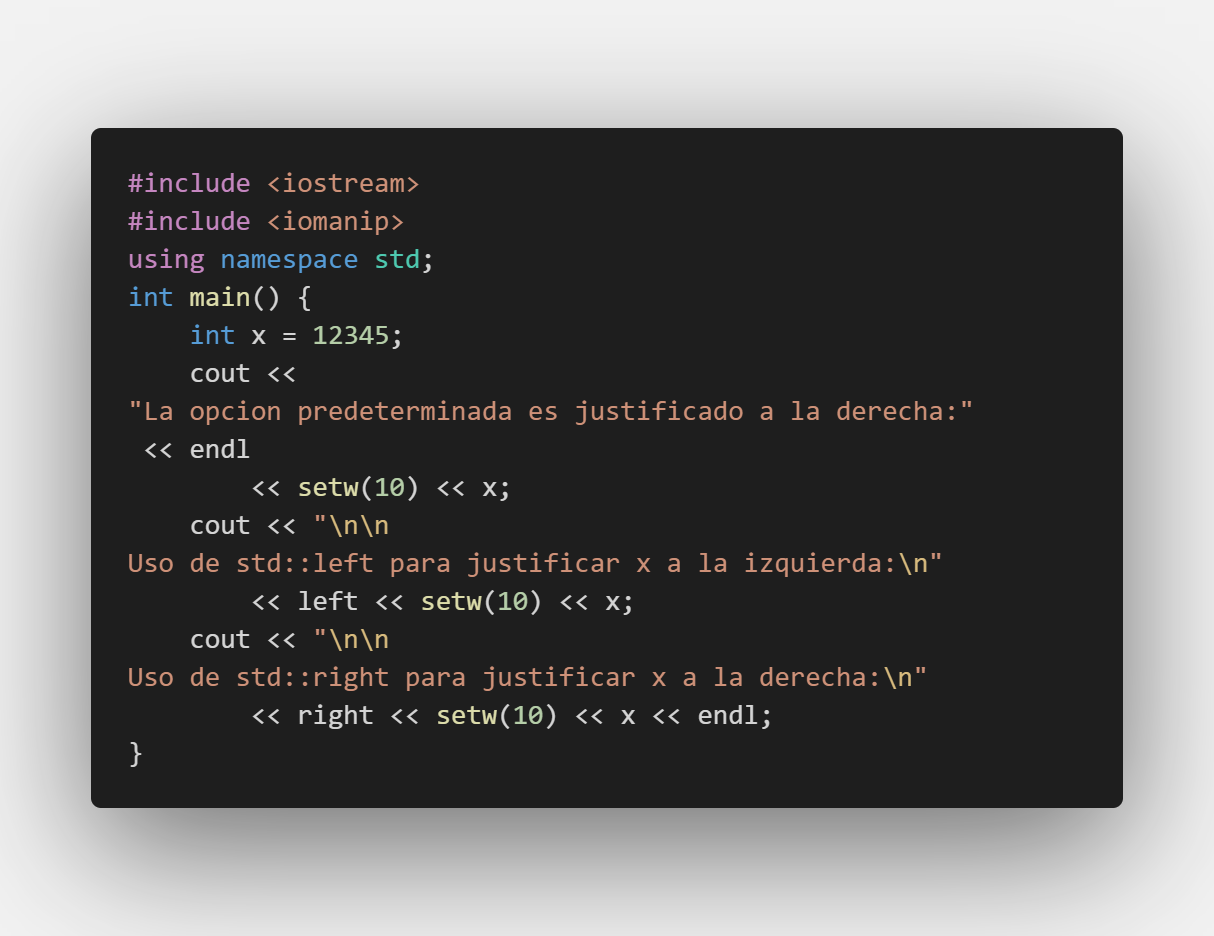 #include <iostream>
#include <iomanip>
using namespace std;
int main() {
    int x = 12345;
    cout <<
"La opcion predeterminada es justificado a la derecha:"
 << endl
        << setw(10) << x;
    cout << "\n\n
Uso de std::left para justificar x a la izquierda:\n"
        << left << setw(10) << x;
    cout << "\n\n
Uso de std::right para justificar x a la derecha:\n"
        << right << setw(10) << x << endl;
}